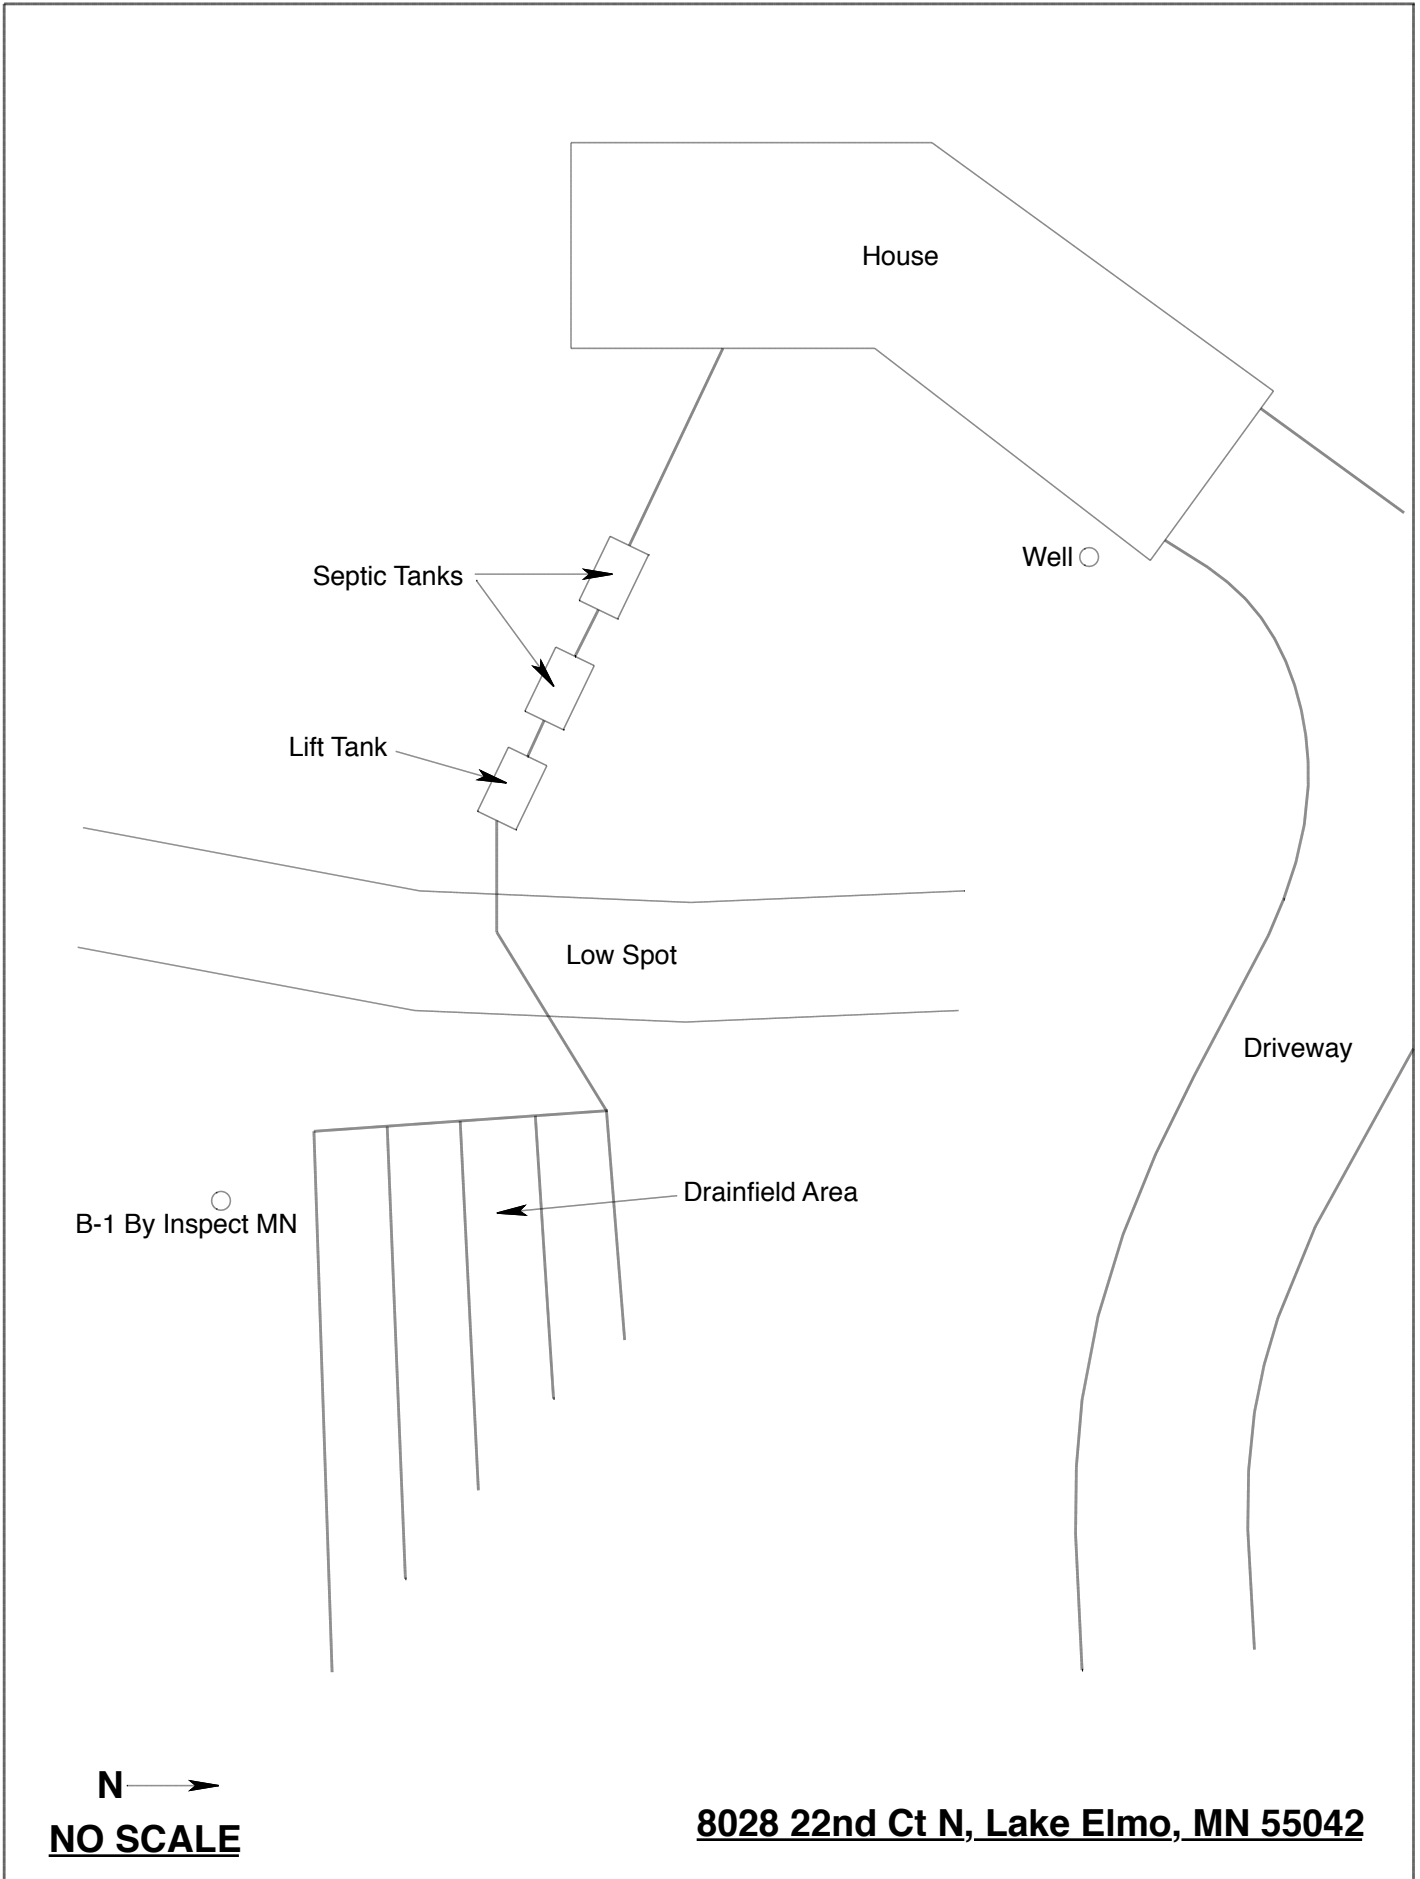 House
Well
Septic Tanks
Lift Tank
Low Spot
Driveway
Drainfield Area
B-1 By Inspect MN
N
NO SCALE
8028 22nd Ct N, Lake Elmo, MN 55042